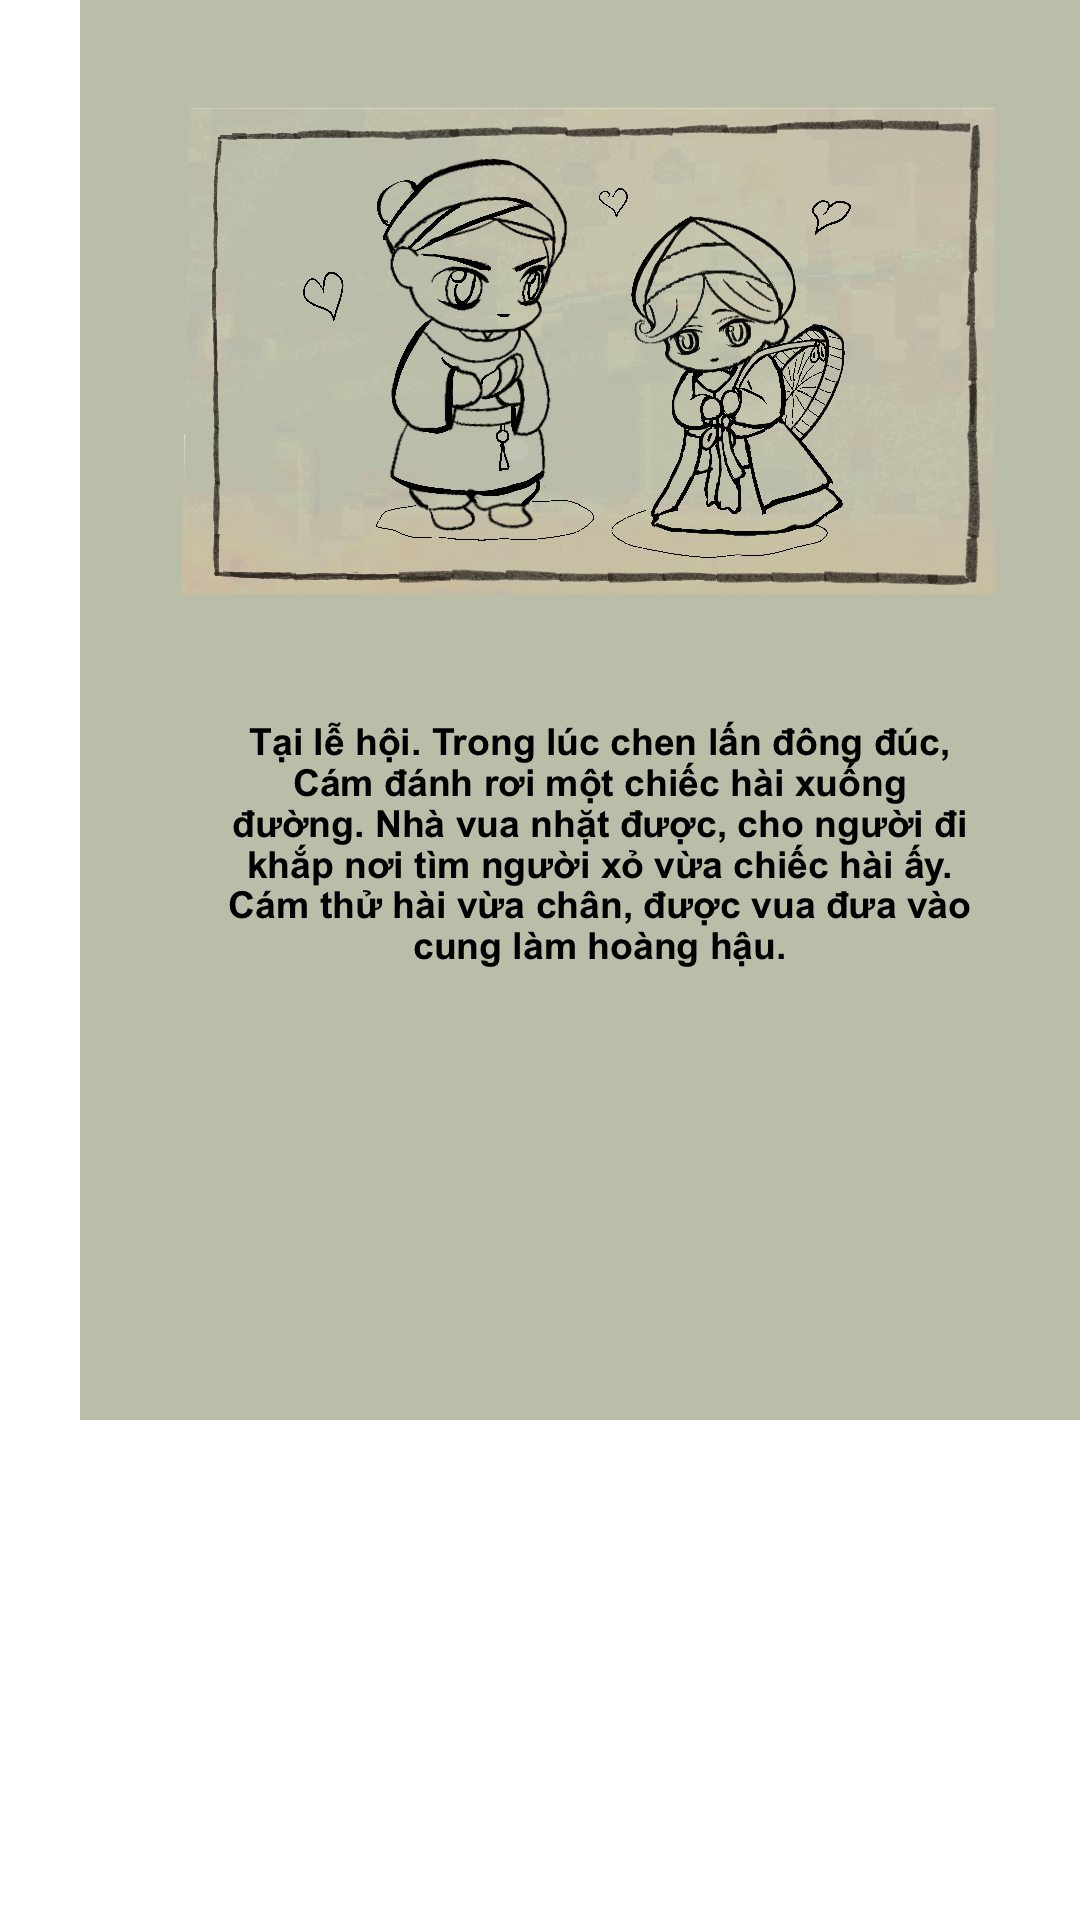 Tại lễ hội. Trong lúc chen lấn đông đúc,
Cám đánh rơi một chiếc hài xuống
đường. Nhà vua nhặt được, cho người đi
khắp nơi tìm người xỏ vừa chiếc hài ấy.
Cám thử hài vừa chân, được vua đưa vào
cung làm hoàng hậu.